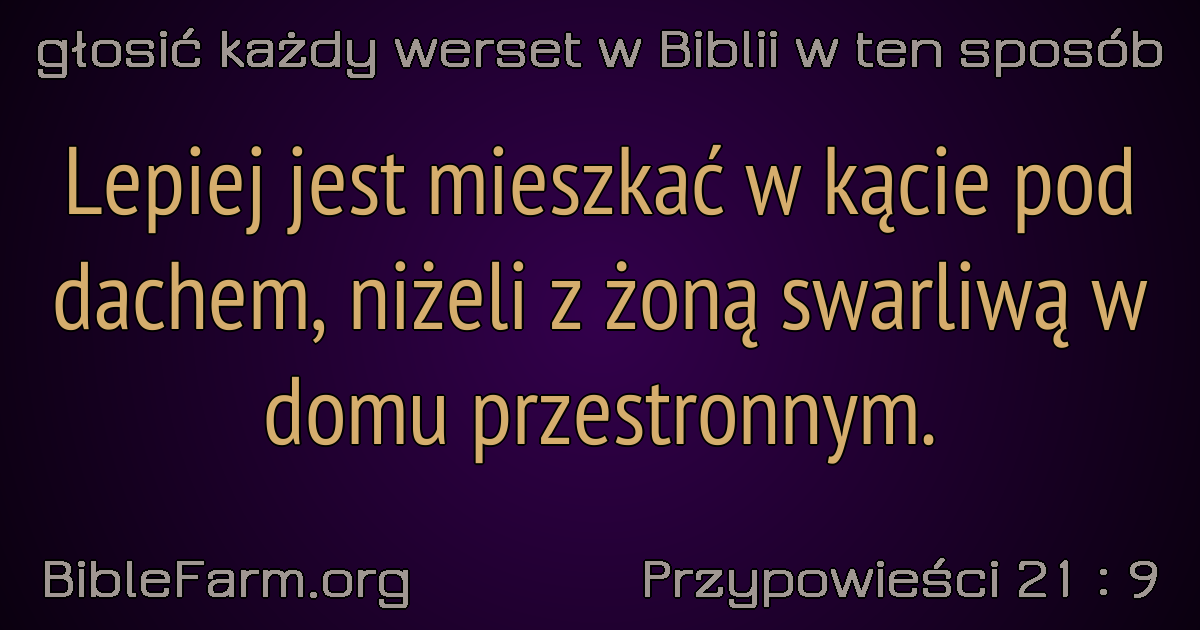 głosić każdy werset w Biblii w ten sposób
Lepiej jest mieszkać w kącie pod
dachem, niżeli z żoną swarliwą w
domu przestronnym.
BibleFarm.org
Przypowieści 21 : 9